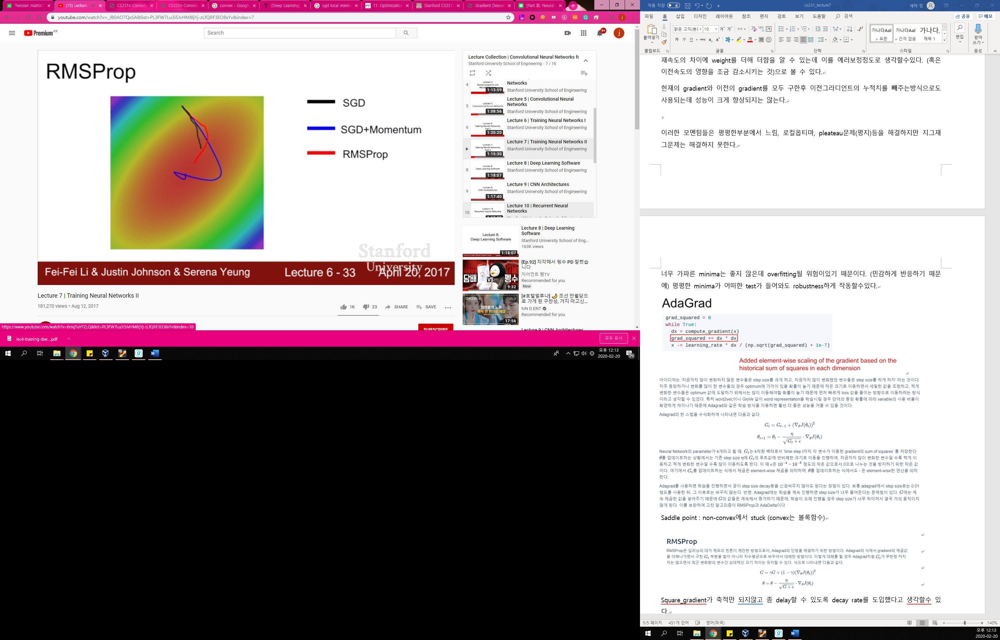 'hessian matrix'의
(15) Lecture
CS231n Convolu
CS231n Convolu
convex - Google
[Deep Learning]
sgd local minim
11. Optimization
Stanford CS231n
Gradient Descen
[Part Ⅲ. Neural
youtube.com/watch?v=_JB0AO7QxSA&list=PL3FW7Lu3i5JvHM8ljYj-zLfQRF3EO8sYv&index=7
Premium KR
Search
9+
j
RMSProp
SGD
SGD+Momentum
RMSProp
Stanford
University
Fei-Fei Li & Justin Johnson & Serena Yeung
Lecture 6 - 33
April 20, 2017
Lecture 7 | Training Neural Networks II
181,270 views • Aug 12, 2017
1K
23
SHARE
SAVE
SUBSCRIBE
Lecture Collection | Convolutional Neural Networks fo
Stanford University School of Engineering - 7 / 16
4
1:13:59
Networks
Stanford University School of Engineering
5
1:08:56
Lecture 5 | Convolutional Neural
Networks
Stanford University School of Engineering
6
1:20:20
Lecture 6 | Training Neural Networks I
Stanford University School of Engineering
1:15:30
Lecture 7 | Training Neural Networks II
Stanford University School of Engineering
8
1:18:07
Lecture 8 | Deep Learning Software
Stanford University School of Engineering
9
1:17:40
Lecture 9 | CNN Architectures
Stanford University School of Engineering
10
Lecture 10 | Recurrent Neural
Networks
Lecture 8:
Deep Learning Software
1:18:07
Lecture 8 | Deep Learning
Software
Stanford University School of Eng...
163K views
담배 VS 펭수
9:32
[Ep.92] 지각해서 펭수 PD 잘렸습
니다
자이언트 펭TV
Recommended for you
New
장만월의 노름
17:56
[#호텔델루나] 🌙 조선 만월당으
로 가게 된 구찬성, 거지 마고신...
tvN D ENT
Recommended for you
Lecture 9 | CNN Architectures
https://www.youtube.com/watch?v=6niqTuYFZLQ&list=PL3FW7Lu3i5JvHM8ljYj-zLfQRF3EO8sYv&index=10
lec4-training-dee....pdf
모두 표시
오후 12:13
2020-02-20
20
자동 저장
끔
cs231_lecture7
새하 정
파일 홈 삽입 디자인 레이아웃 참조 편지 검토 보기 도움말 검색
공유
메모
붙여넣기
맑은 고딕(본문
10
가나다AaE
가나다AaE
가나다,
표준
간격 없음
제목 1
편집
받아
쓰기
클립보드 글꼴 단락 스타일 음성
재속도의 차이에 weight를 더해 더함을 알 수 있는데 이를 에러보정정도로 생각할수있다. (혹은
이전속도의 영향을 조금 감소시키는 것)으로 볼 수 있다.
현재의 gradient와 이전의 gradient를 모두 구한후 이전그라디언트의 누적치를 빼주는방식으로도
사용되는데 성능이 크게 향상되지는 않는다.
이러한 모멘텀들은 평평한부분에서 느림, 로컬옵티마, pleateau문제(평지)등을 해결하지만 지그재
그문제는 해결하지 못한다.
너무 가파른 minima는 좋지 않은데 overfitting될 위험이있기 때문이다. (민감하게 반응하기 때문
에) 평평한 minima가 어떠한 test가 들어와도 robustness하게 작동할수있다.
AdaGrad
grad_squared = 0
while True:
dx = compute_gradient(x)
grad_squared += dx * dx
x -= learning_rate * dx / (np.sqrt(grad_squared) + 1e-7)
Added element-wise scaling of the gradient based on the
historical sum of squares in each dimension
아이디어는 '지금까지 많이 변화하지 않은 변수들은 step size를 크게 하고, 지금까지 많이 변화했던 변수들은 step size를 작게 하자' 라는 것이다.
자주 등장하거나 변화를 많이 한 변수들의 경우 optimum에 가까이 있을 확률이 높기 때문에 작은 크기로 이동하면서 세밀한 값을 조정하고, 적게
변화한 변수들은 optimum 값에 도달하기 위해서는 많이 이동해야할 확률이 높기 때문에 먼저 빠르게 loss 값을 줄이는 방향으로 이동하려는 방식
이라고 생각할 수 있겠다. 특히 word2vec이나 GloVe 같이 word representation을 학습시킬 경우 단어의 등장 확률에 따라 variable의 사용 비율이
확연하게 차이나기 때문에 Adagrad와 같은 학습 방식을 이용하면 훨씬 더 좋은 성능을 거둘 수 있을 것이다.
Adagrad의 한 스텝을 수식화하여 나타내면 다음과 같다.
G_t = G_{t-1} + (∇_θ J(θ_t))²
θ_{t+1} = θ_t − η / √(G_t + ε) · ∇_θ J(θ_t)
Neural Network의 parameter가 k개라고 할 때, G_t는 k차원 벡터로서 'time step t까지 각 변수가 이동한 gradient의 sum of squares' 를 저장한다.
θ를 업데이트하는 상황에서는 기존 step size η에 G_t의 루트값에 반비례한 크기로 이동을 진행하여, 지금까지 많이 변화한 변수일 수록 적게 이
동하고 적게 변화한 변수일 수록 많이 이동하도록 한다. 이 때 ε은 10⁻⁴ ~ 10⁻⁸ 정도의 작은 값으로서 0으로 나누는 것을 방지하기 위한 작은 값
이다. 여기에서 G_t를 업데이트하는 식에서 제곱은 element-wise 제곱을 의미하며, θ를 업데이트하는 식에서도 · 은 element-wise한 연산을 의미
한다.
Adagrad를 사용하면 학습을 진행하면서 굳이 step size decay등을 신경써주지 않아도 된다는 장점이 있다. 보통 adagrad에서 step size로는 0.01
정도를 사용한 뒤, 그 이후로는 바꾸지 않는다. 반면, Adagrad에는 학습을 계속 진행하면 step size가 너무 줄어든다는 문제점이 있다. G에는 계
속 제곱한 값을 넣어주기 때문에 G의 값들은 계속해서 증가하기 때문에, 학습이 오래 진행될 경우 step size가 너무 작아져서 결국 거의 움직이지
않게 된다. 이를 보완하여 고친 알고리즘이 RMSProp과 AdaDelta이다.
Saddle point : non-convex에서 stuck (convex는 볼록함수)
RMSProp
RMSProp은 딥러닝의 대가 제프리 힌톤이 제안한 방법으로서, Adagrad의 단점을 해결하기 위한 방법이다. Adagrad의 식에서 gradient의 제곱값
을 더해나가면서 구한 G_t 부분을 합이 아니라 지수평균으로 바꾸어서 대체한 방법이다. 이렇게 대체를 할 경우 Adagrad처럼 G_t가 무한정 커지
지는 않으면서 최근 변화량의 변수간 상대적인 크기 차이는 유지할 수 있다. 식으로 나타내면 다음과 같다.
G = γG + (1 − γ)(∇_θ J(θ_t))²
θ = θ − η / √(G + ε) · ∇_θ J(θ_t)
Square_gradient가 축적만 되지않고 좀 delay할 수 있도록 decay rate를 도입했다고 생각할수 있
다.
5/5 페이지 451개 단어 영어(미국)
140%
오후 12:13
2020-02-20